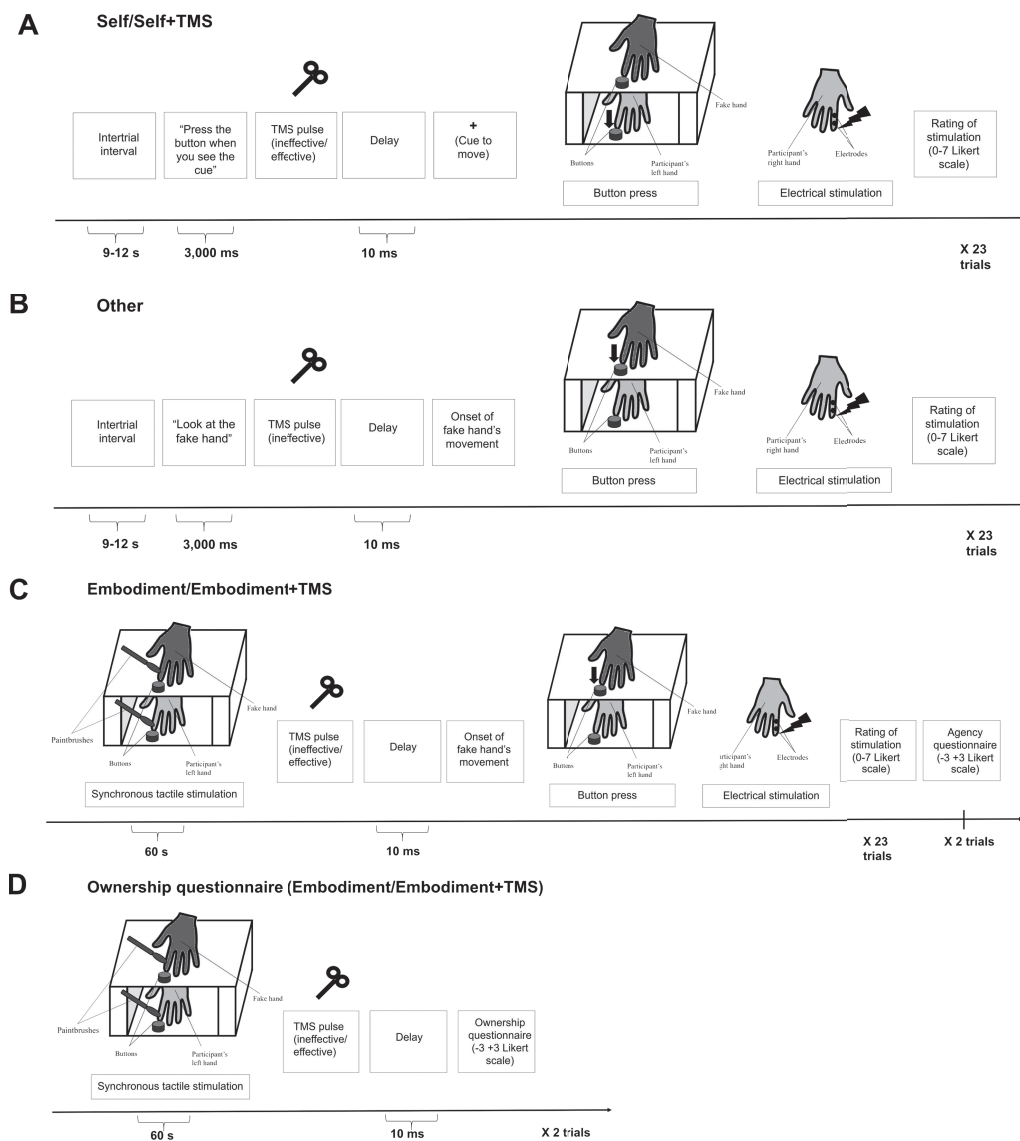 A
Self/Self+TMS
Intertrial
interval
“Press the
button when
you see the
cue”
TMS pulse
(ineffective/
effective)
Delay
+
(Cue to
move)
Fake hand
Buttons
Participant's
left hand
Button press
Participant's
right hand
Electrodes
Electrical stimulation
Rating of
stimulation
(0-7 Likert
scale)
9-12 s
3,000 ms
10 ms
X 23
trials
B
Other
Intertrial
interval
“Look at the
fake hand”
TMS pulse
(ineffective)
Delay
Onset of
fake hand's
movement
Fake hand
Buttons
Participant's
left hand
Button press
Participant's
right hand
Electrodes
Electrical stimulation
Rating of
stimulation
(0-7 Likert
scale)
9-12 s
3,000 ms
10 ms
X 23
trials
C
Embodiment/Embodiment+TMS
Paintbrushes
Fake hand
Buttons
Participant's
left hand
Synchronous tactile stimulation
TMS pulse
(ineffective/
effective)
Delay
Onset of
fake hand's
movement
Fake hand
Buttons
Participant's
left hand
Button press
rticipant's
ght hand
Electrodes
Electrical stimulation
Rating of
stimulation
(0-7 Likert
scale)
Agency
questionnaire
(-3 +3 Likert
scale)
60 s
10 ms
X 23
trials
X 2 trials
D
Ownership questionnaire (Embodiment/Embodiment+TMS)
Paintbrushes
Fake hand
Buttons
Participant's
left hand
Synchronous tactile stimulation
TMS pulse
(ineffective/
effective)
Delay
Ownership
questionnaire
(-3 +3 Likert
scale)
60 s
10 ms
X 2 trials